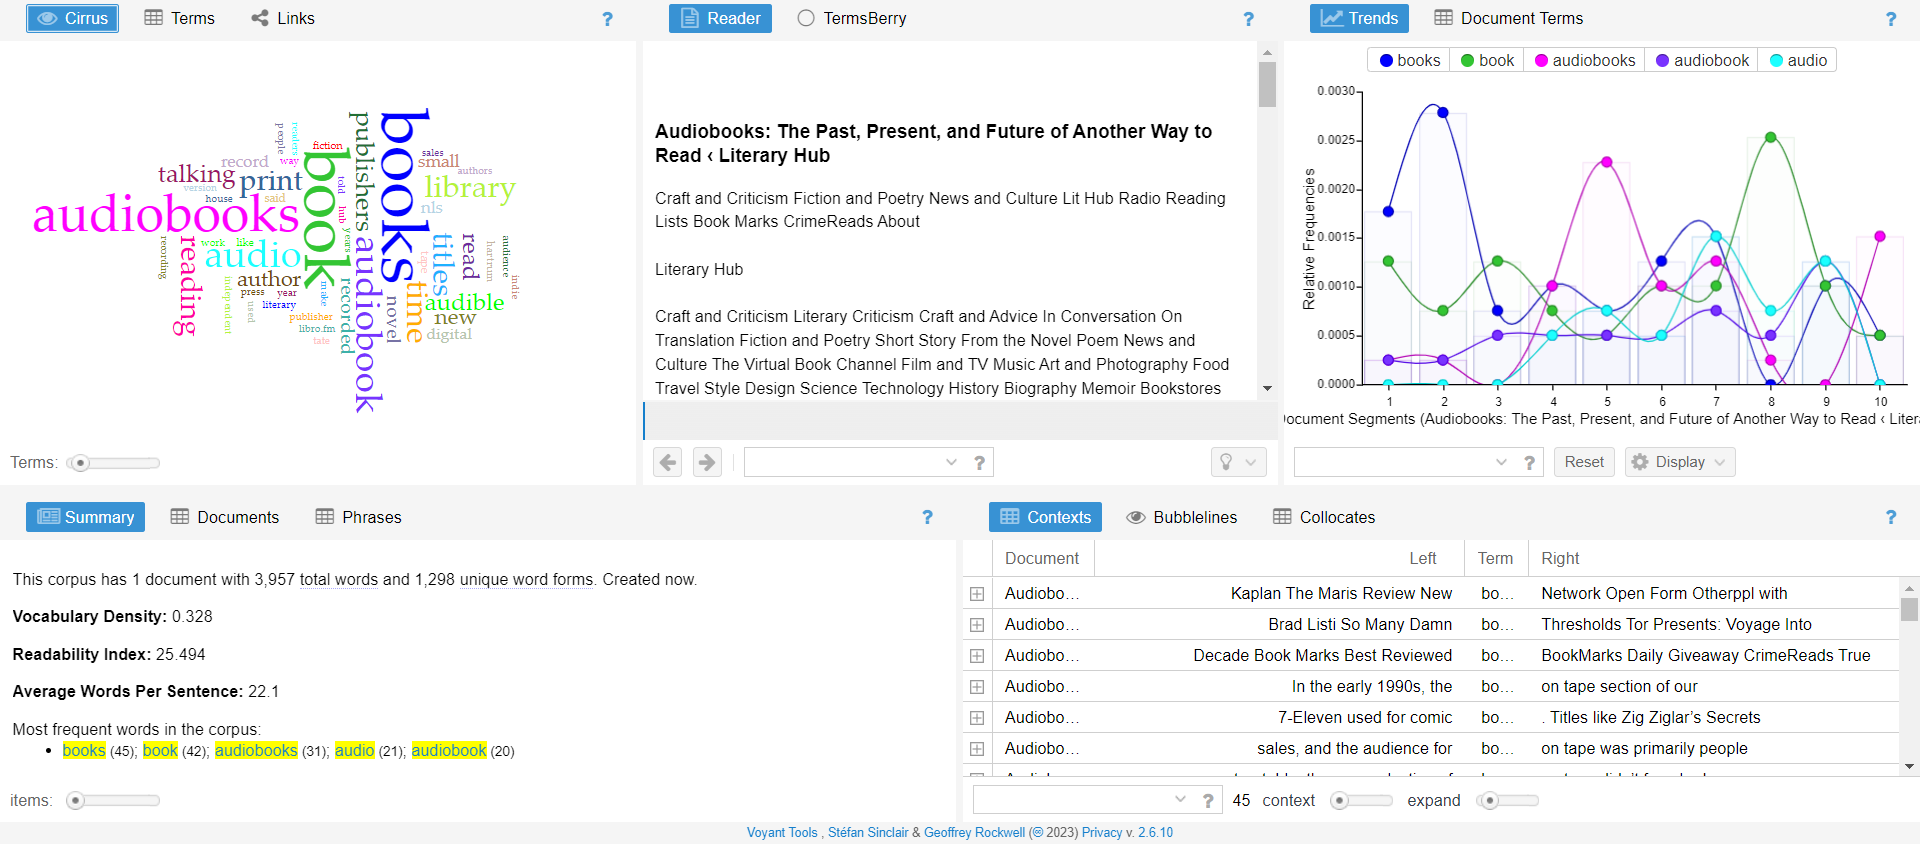 Cirrus
Terms
Links
?
Reader
TermsBerry
?
Trends
Document Terms
?
readers
people
way
fiction
record
talking
version
print
house
said
audiobooks
book
publishers
books
told
hub
years
sales
small
authors
library
nls
recording
reading
work
like
audio
author
press
year
literary
independent
used
make
publisher
libro.fm
tate
recorded
audiobook
novel
time
tape
titles
read
hartrum
audience
indie
audible
new
digital
Terms:
Audiobooks: The Past, Present, and Future of Another Way to
Read ‹ Literary Hub
Craft and Criticism Fiction and Poetry News and Culture Lit Hub Radio Reading
Lists Book Marks CrimeReads About
Literary Hub
Craft and Criticism Literary Criticism Craft and Advice In Conversation On
Translation Fiction and Poetry Short Story From the Novel Poem News and
Culture The Virtual Book Channel Film and TV Music Art and Photography Food
Travel Style Design Science Technology History Biography Memoir Bookstores
?
books
book
audiobooks
audiobook
audio
Relative Frequencies
0.0030
0.0025
0.0020
0.0015
0.0010
0.0005
0.0000
1 2 3 4 5 6 7 8 9 10
Document Segments (Audiobooks: The Past, Present, and Future of Another Way to Read ‹ Litera
?
Reset
Display
Summary
Documents
Phrases
?
This corpus has 1 document with 3,957 total words and 1,298 unique word forms. Created now.
Vocabulary Density: 0.328
Readability Index: 25.494
Average Words Per Sentence: 22.1
Most frequent words in the corpus:
• books (45); book (42); audiobooks (31); audio (21); audiobook (20)
items:
Contexts
Bubblelines
Collocates
?
Document Left Term Right
Audiobo… Kaplan The Maris Review New bo… Network Open Form Otherppl with
Audiobo… Brad Listi So Many Damn bo… Thresholds Tor Presents: Voyage Into
Audiobo… Decade Book Marks Best Reviewed bo… BookMarks Daily Giveaway CrimeReads True
Audiobo… In the early 1990s, the bo… on tape section of our
Audiobo… 7-Eleven used for comic bo… . Titles like Zig Ziglar’s Secrets
Audiobo… sales, and the audience for bo… on tape was primarily people
? 45 context expand
Voyant Tools , Stéfan Sinclair & Geoffrey Rockwell (© 2023) Privacy v. 2.6.10